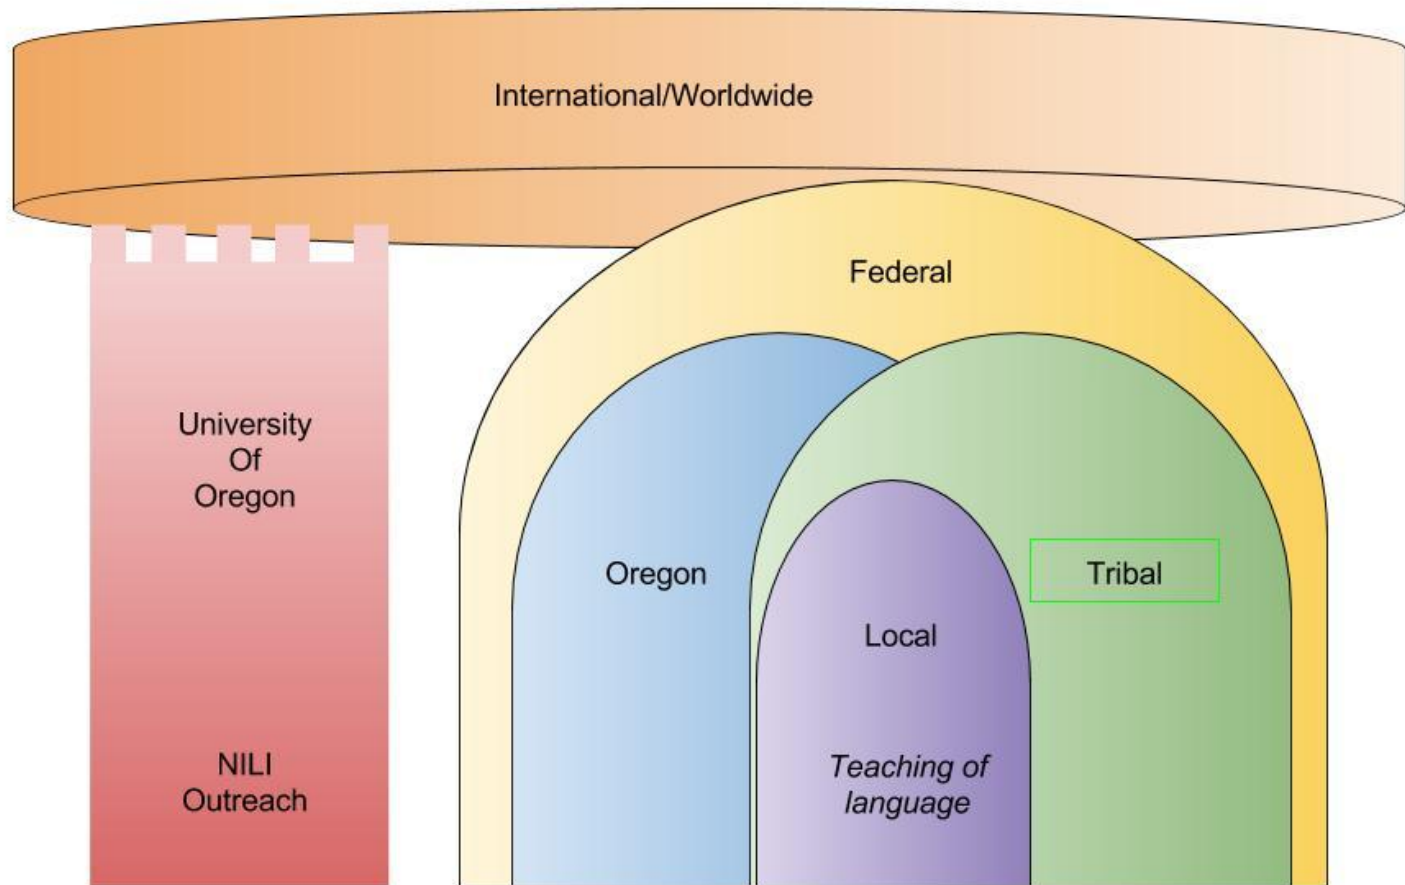 International/Worldwide
Federal
University
Of
Oregon
Oregon
Tribal
Local
NILI
Outreach
Teaching of
language